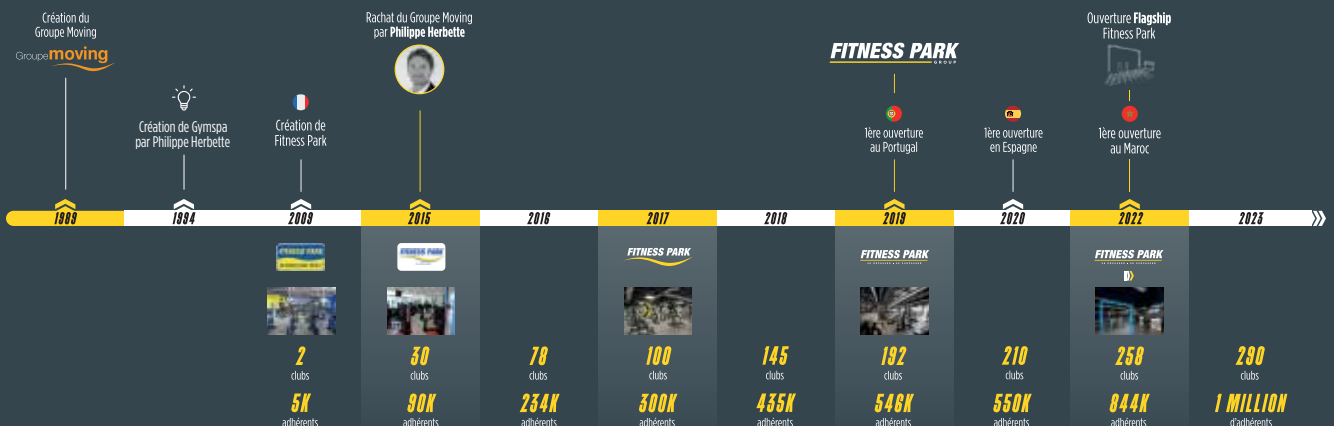 Création du
Groupe Moving
Groupe moving
Création de Gymspa
par Philippe Herbette
Création de
Fitness Park
Rachat du Groupe Moving
par Philippe Herbette
FITNESS PARK
GROUP
1ère ouverture
au Portugal
1ère ouverture
en Espagne
Ouverture Flagship
Fitness Park
1ère ouverture
au Maroc
1989 1994 2009 2015 2016 2017 2018 2019 2020 2022 2023
FITNESS PARK
FITNESS PARK
FITNESS PARK
FITNESS PARK
FITNESS PARK
2 30 78 100 145 192 210 258 290
clubs clubs clubs clubs clubs clubs clubs clubs clubs
5K 90K 234K 300K 435K 546K 550K 844K 1 MILLION
adhérents adhérents adhérents adhérents adhérents adhérents adhérents adhérents d'adhérents